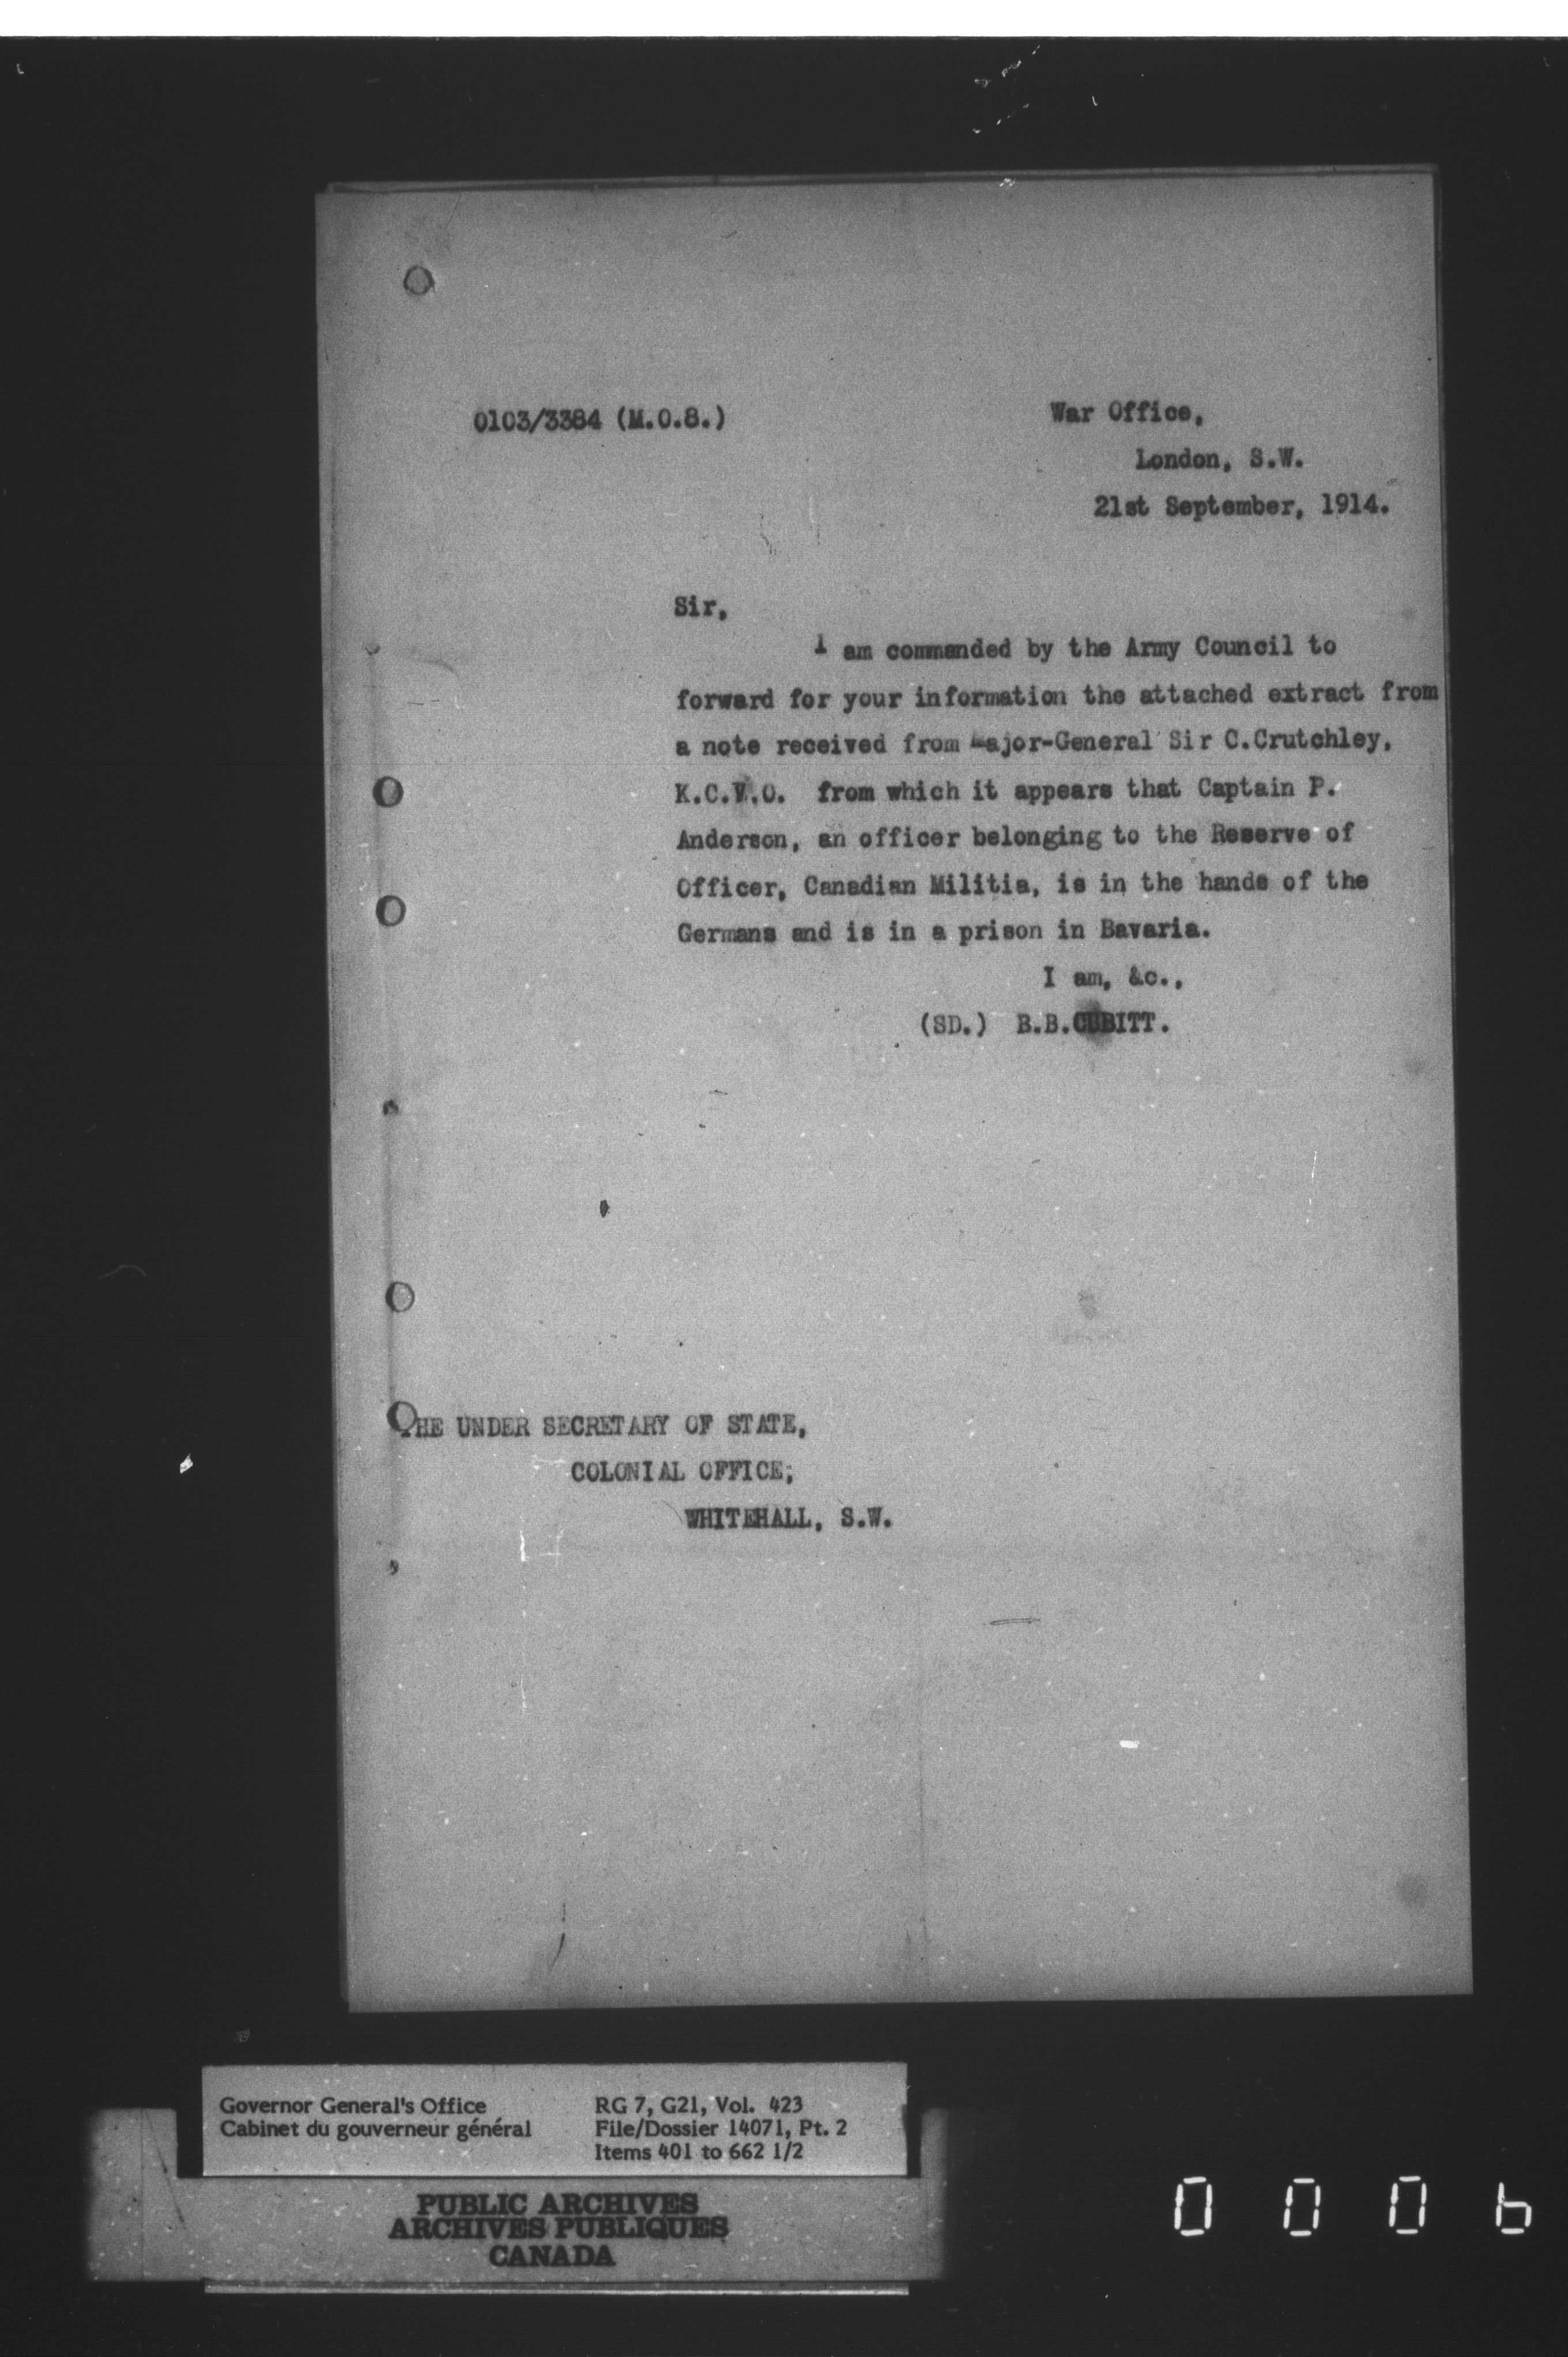 0103/3384 (M.O.8.)
War Office,
London, S.W.
21st September, 1914.
Sir,
I am commanded by the Army Council to
forward for your information the attached extract from
a note received from Major-General Sir C.Crutchley,
K.C.V.O. from which it appears that Captain P.
Anderson, an officer belonging to the Reserve of
Officer, Canadian Militia, is in the hands of the
Germans and is in a prison in Bavaria.
I am, &c.,
(SD.) B.B.CUBITT.
THE UNDER SECRETARY OF STATE,
COLONIAL OFFICE,
WHITEHALL, S.W.
Governor General's Office
Cabinet du gouverneur général
RG 7, G21, Vol. 423
File/Dossier 14071, Pt. 2
Items 401 to 662 1/2
PUBLIC ARCHIVES
ARCHIVES PUBLIQUES
CANADA
0006